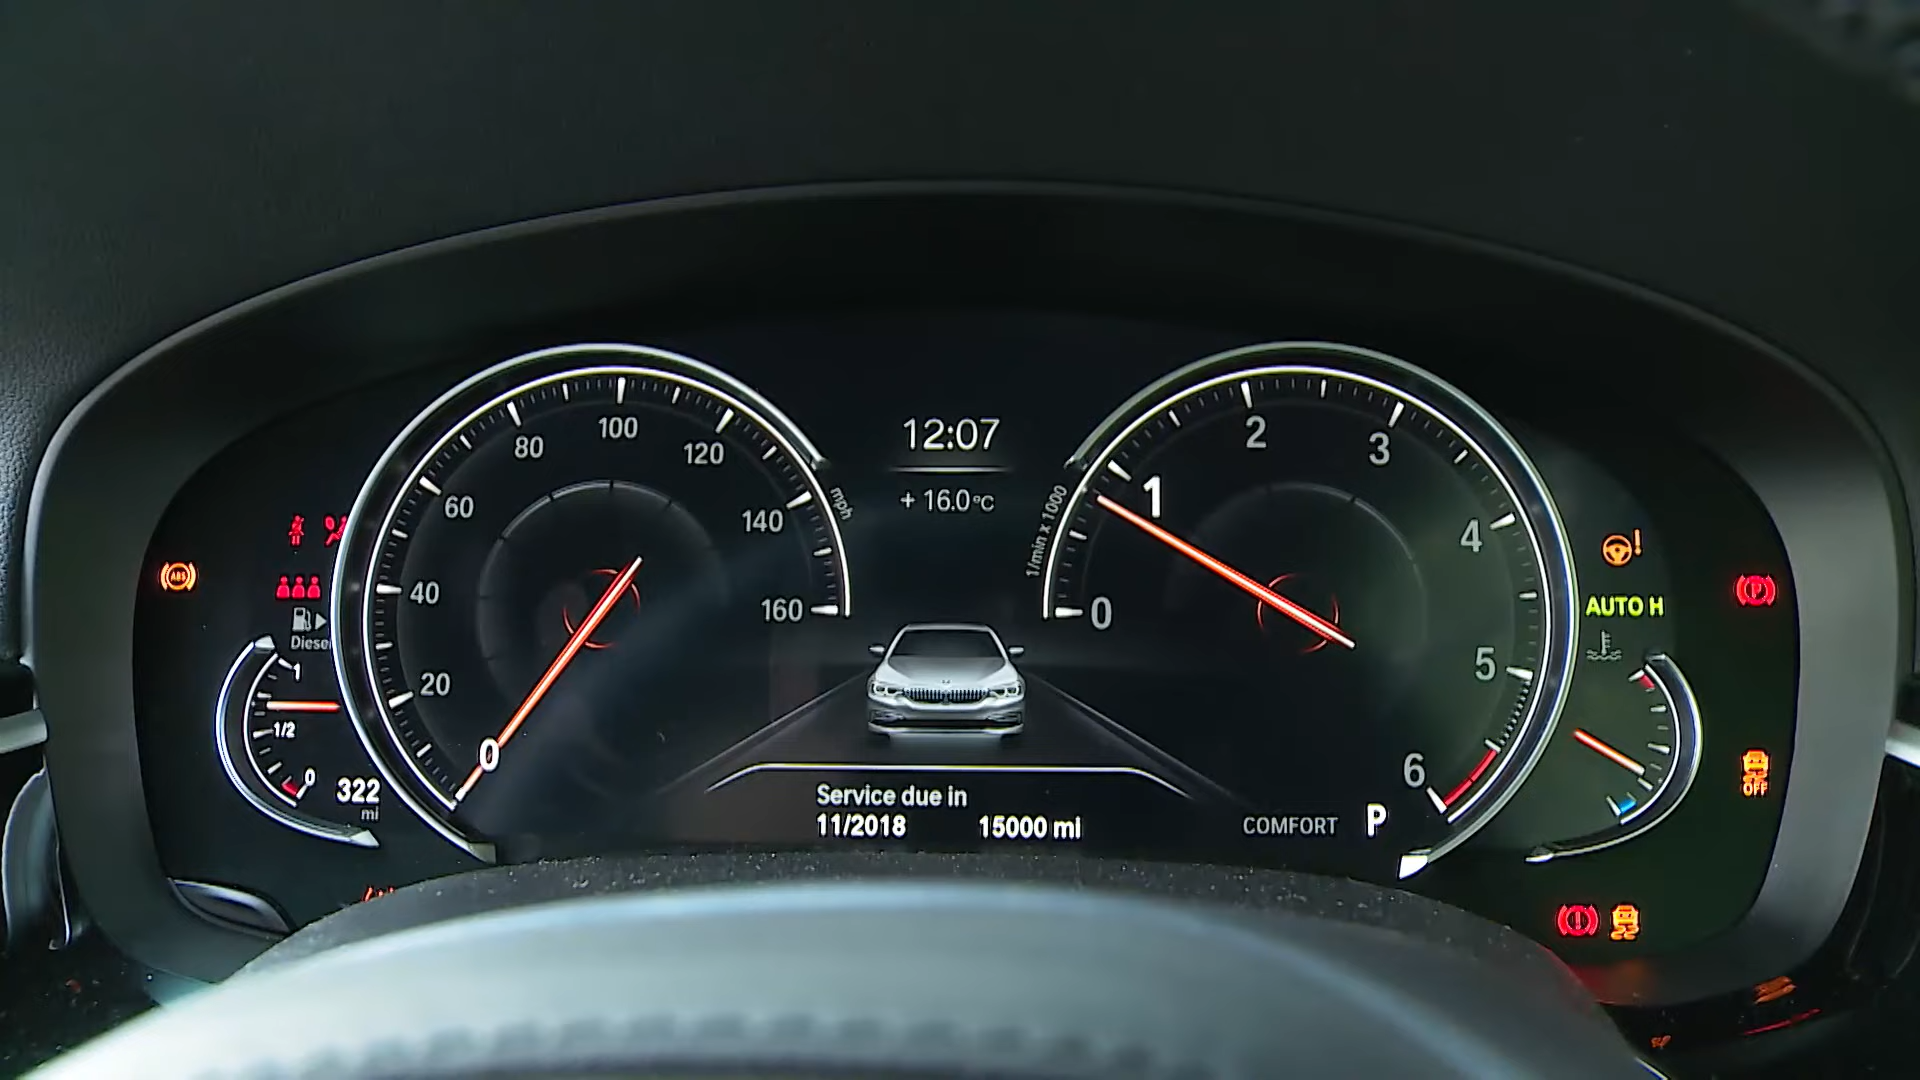 12:07
+ 16.0°C
0
20
40
60
80
100
120
140
160
mph
1/min x 1000
0
1
2
3
4
5
6
ABS
Diesel
1
1/2
0
322
mi
Service due in
11/2018 15000 mi
COMFORT P
AUTO H
P
OFF